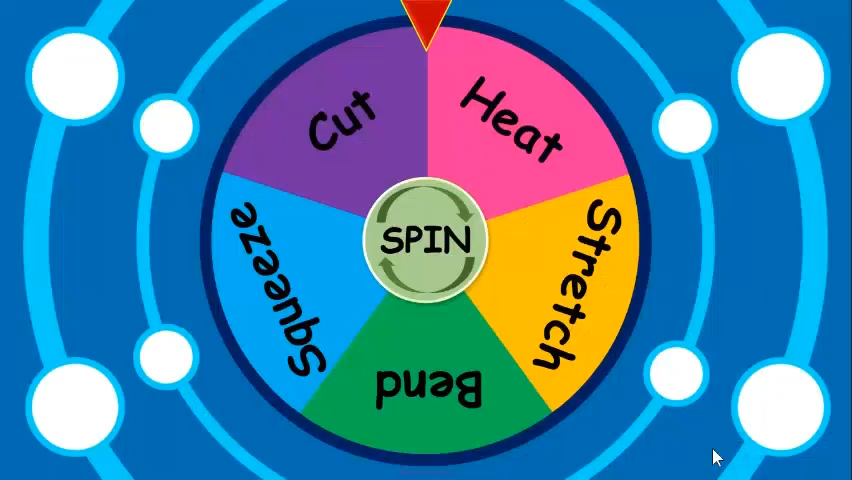 Cut
Heat
Squeeze
SPIN
Stretch
Bend